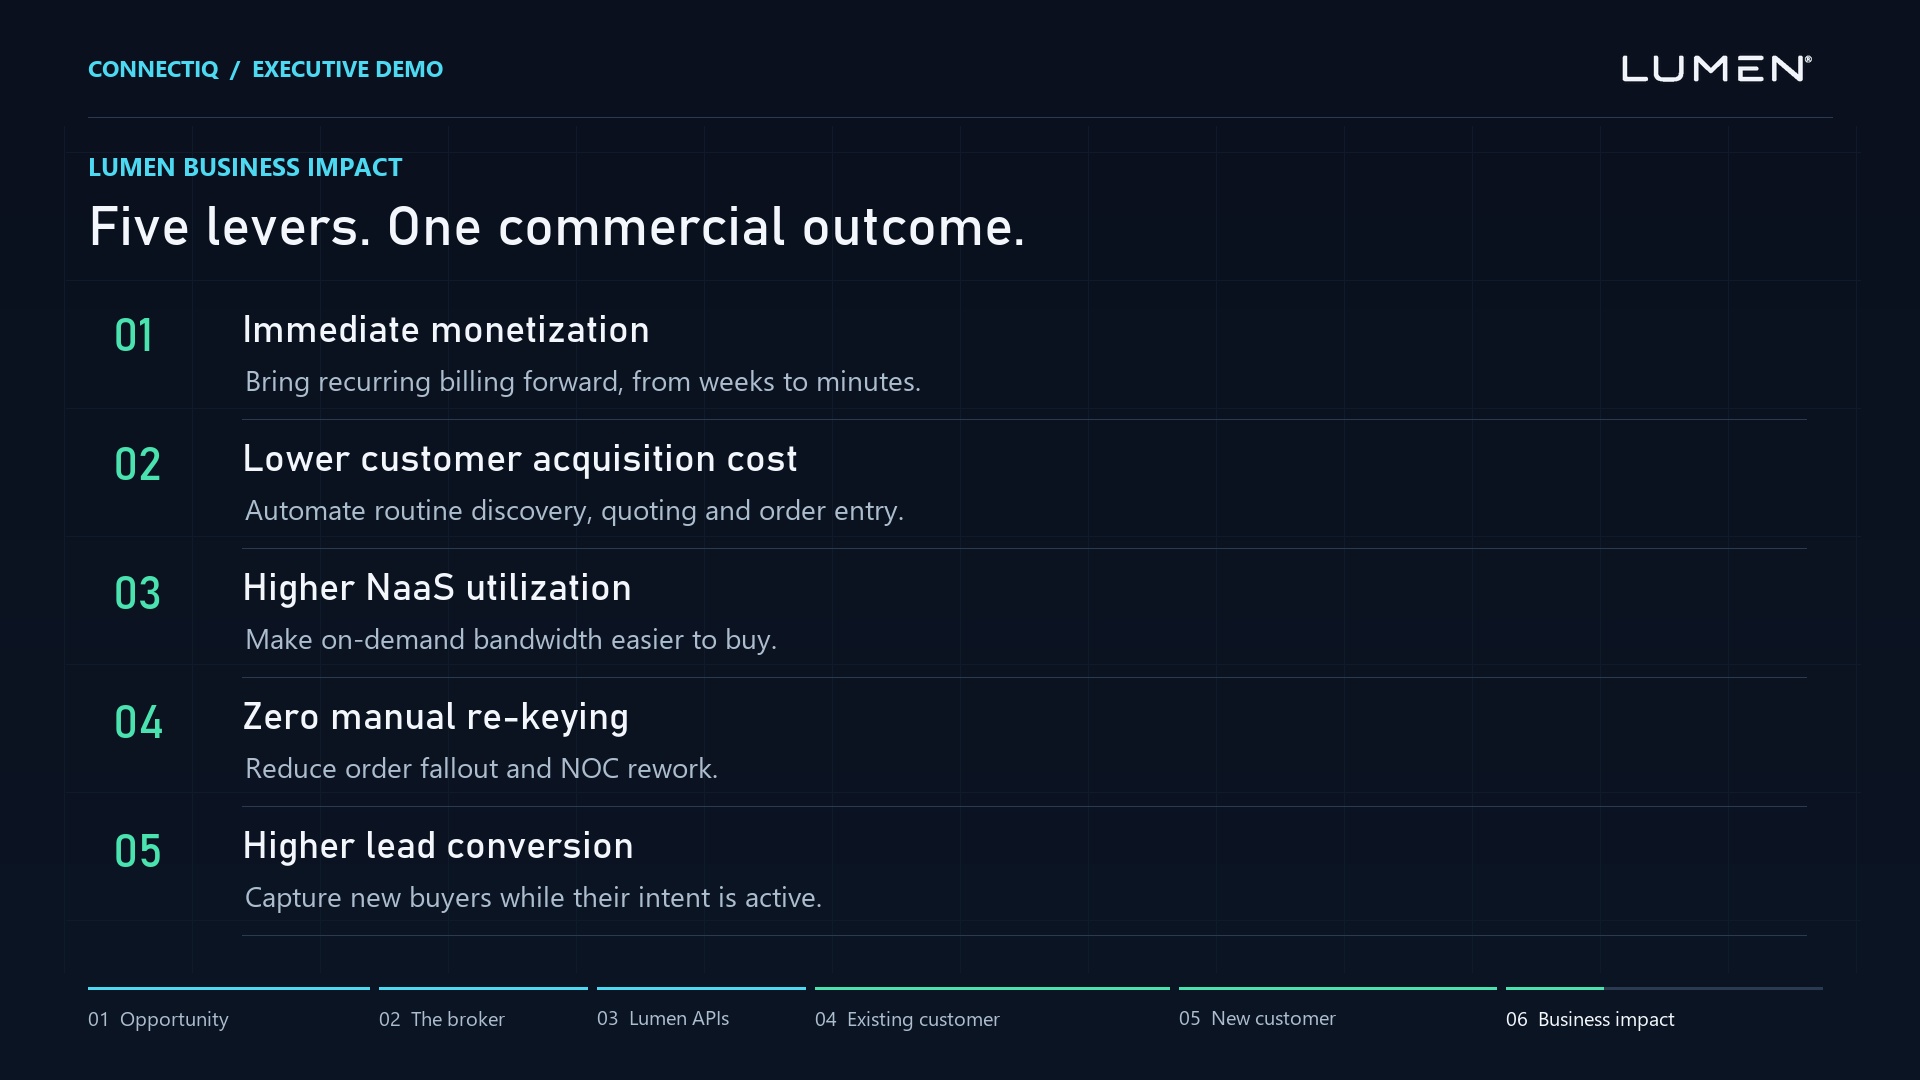 CONNECTIQ / EXECUTIVE DEMO
LUMEN®
LUMEN BUSINESS IMPACT
Five levers. One commercial outcome.
01 Immediate monetization
Bring recurring billing forward, from weeks to minutes.
02 Lower customer acquisition cost
Automate routine discovery, quoting and order entry.
03 Higher NaaS utilization
Make on-demand bandwidth easier to buy.
04 Zero manual re-keying
Reduce order fallout and NOC rework.
05 Higher lead conversion
Capture new buyers while their intent is active.
01 Opportunity
02 The broker
03 Lumen APIs
04 Existing customer
05 New customer
06 Business impact